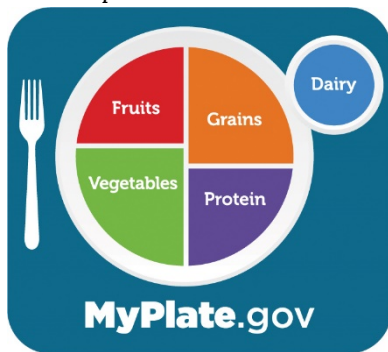 Dairy
Fruits
Grains
Vegetables
Protein
MyPlate.gov